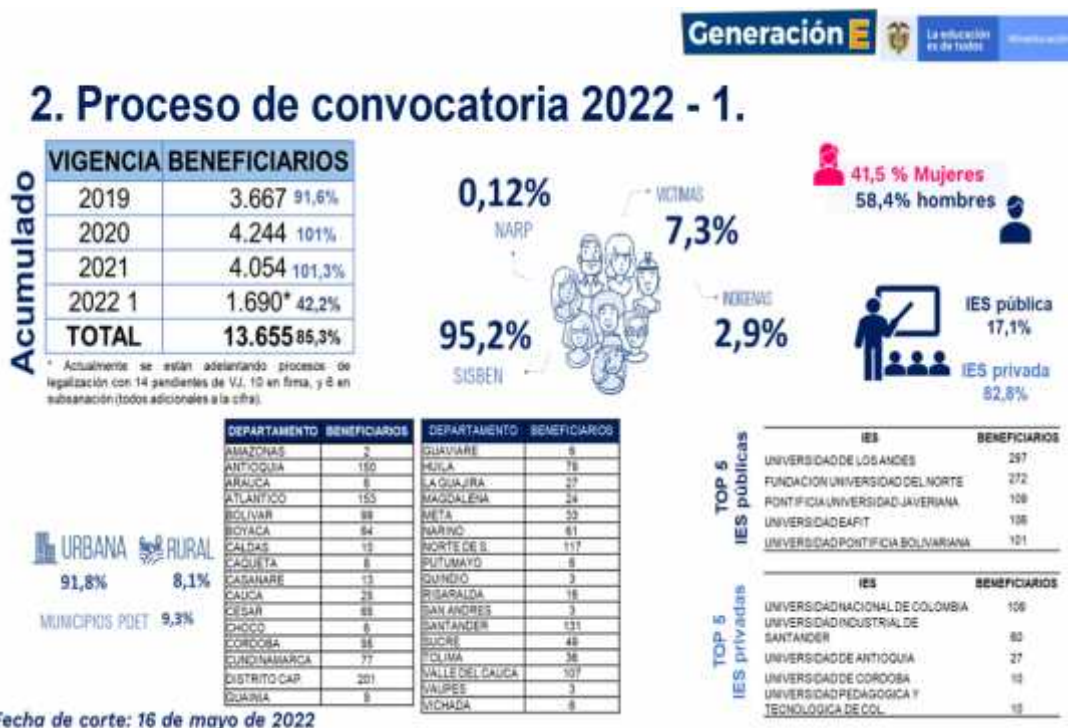 Generación E
La educación
es de todos
2. Proceso de convocatoria 2022 - 1.
Acumulado
VIGENCIA BENEFICIARIOS
2019 3.667 91,6%
2020 4.244 101%
2021 4.054 101,3%
2022 1 1.690* 42,2%
TOTAL 13.655 85,3%
* Actualmente se están adelantando procesos de
legalización con 14 pendientes de VJ, 10 en firma, y 6 en
subsanación (todos adicionales a la cifra).
0,12%
NARP
VICTIMAS
7,3%
95,2%
SISBEN
INDIGENAS
2,9%
41,5 % Mujeres
58,4% hombres
IES pública
17,1%
IES privada
82,8%
URBANA RURAL
91,8% 8,1%
MUNICIPIOS PDET 9,3%
DEPARTAMENTO BENEFICIARIOS
AMAZONAS 2
ANTIOQUIA 150
ARAUCA
ATLANTICO 153
BOLIVAR
BOYACA
CALDAS
CAQUETA
CASANARE 13
CAUCA
CESAR
CHOCO
CORDOBA
CUNDINAMARCA 77
DISTRITO CAP 201
GUAINIA
DEPARTAMENTO BENEFICIARIOS
GUAVIARE
HUILA
LA GUAJIRA 27
MAGDALENA 24
META 33
NARINO 61
NORTE DE S. 117
PUTUMAYO
QUINDIO 3
RISARALDA
SAN ANDRES 3
SANTANDER 131
SUCRE
TOLIMA
VALLE DEL CAUCA 107
VAUPES 3
VICHADA
TOP 5
IES públicas
IES BENEFICIARIOS
UNIVERSIDAD DE LOS ANDES 297
FUNDACION UNIVERSIDAD DEL NORTE 272
PONTIFICIA UNIVERSIDAD JAVERIANA
UNIVERSIDAD EAFIT
UNIVERSIDAD PONTIFICIA BOLIVARIANA 101
TOP 5
IES privadas
IES BENEFICIARIOS
UNIVERSIDAD NACIONAL DE COLOMBIA
UNIVERSIDAD INDUSTRIAL DE
SANTANDER
UNIVERSIDAD DE ANTIOQUIA 27
UNIVERSIDAD DE CORDOBA 10
UNIVERSIDAD PEDAGOGICA Y
TECNOLOGICA DE COL. 10
Fecha de corte: 16 de mayo de 2022